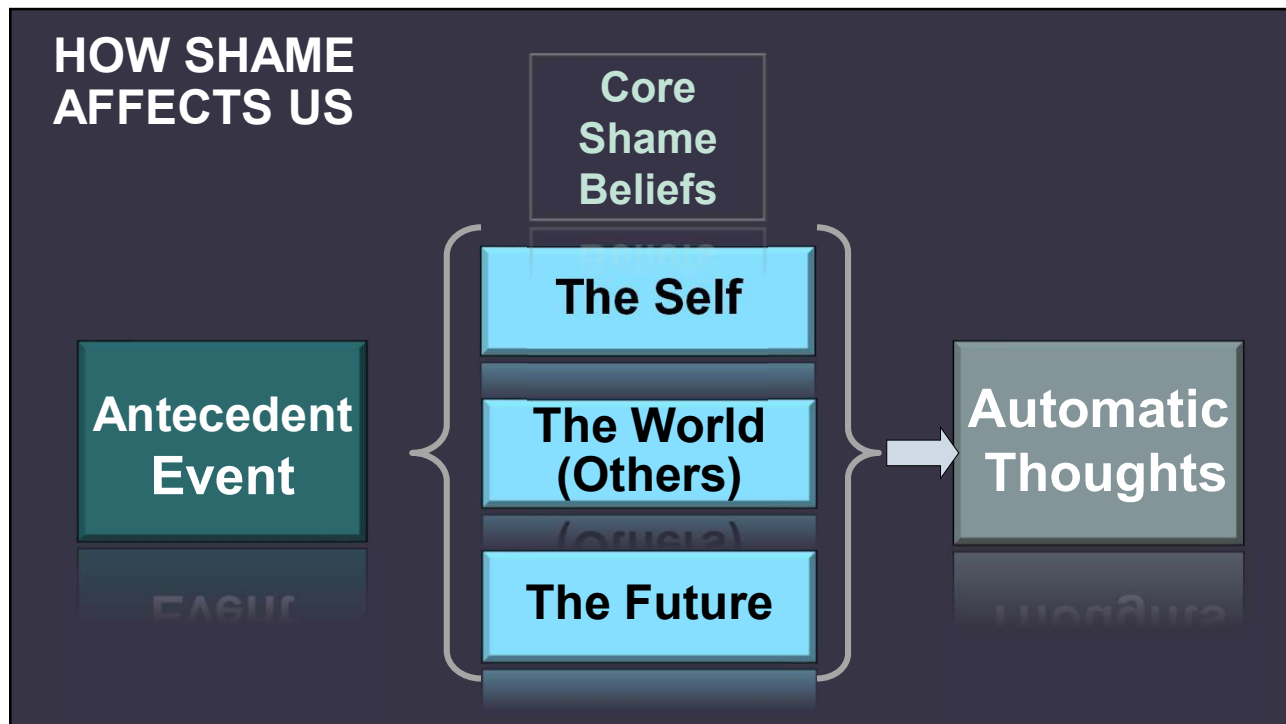 HOW SHAME
AFFECTS US
Core
Shame
Beliefs
Antecedent
Event
The Self
The World
(Others)
The Future
Automatic
Thoughts